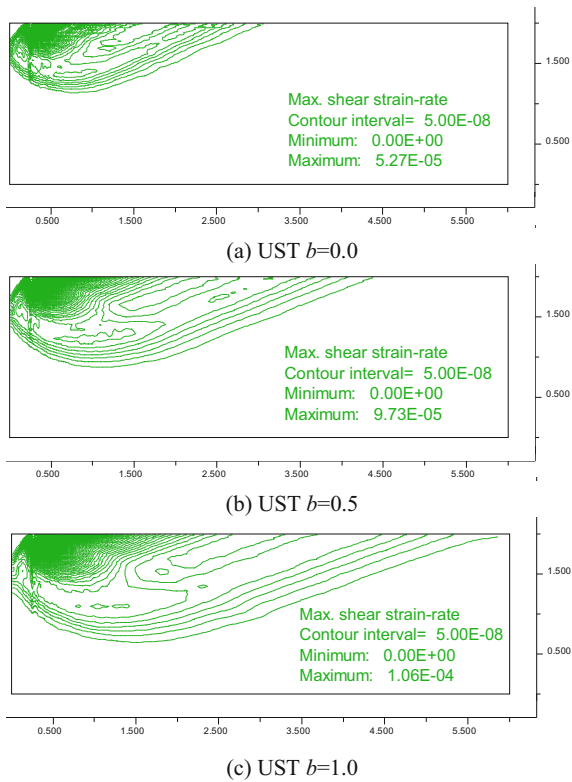 1.500
Max. shear strain-rate
Contour interval= 5.00E-08
Minimum: 0.00E+00
0.500
Maximum: 5.27E-05
0.500 1.500 2.500 3.500 4.500 5.500
(a) UST b=0.0
1.500
Max. shear strain-rate
Contour interval= 5.00E-08
0.500
Minimum: 0.00E+00
Maximum: 9.73E-05
0.500 1.500 2.500 3.500 4.500 5.500
(b) UST b=0.5
1.500
Max. shear strain-rate
Contour interval= 5.00E-08
0.500
Minimum: 0.00E+00
Maximum: 1.06E-04
0.500 1.500 2.500 3.500 4.500 5.500
(c) UST b=1.0